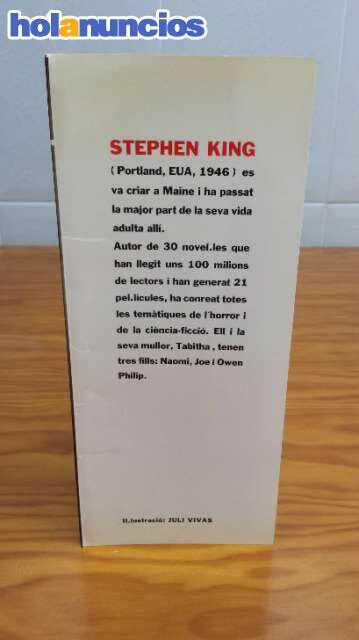 holanuncios
STEPHEN KING
(Portland, EUA, 1946) es
va criar a Maine i ha passat
la major part de la seva vida
adulta allí.
Autor de 30 novel.les que
han llegit uns 100 milions
de lectors i han generat 21
pel.lícules, ha conreat totes
les temàtiques de l'horror i
de la ciència-ficció. Ell i la
seva muller, Tabitha, tenen
tres fills: Naomi, Joe i Owen
Philip.
Il.lustració: JULI VIVAS